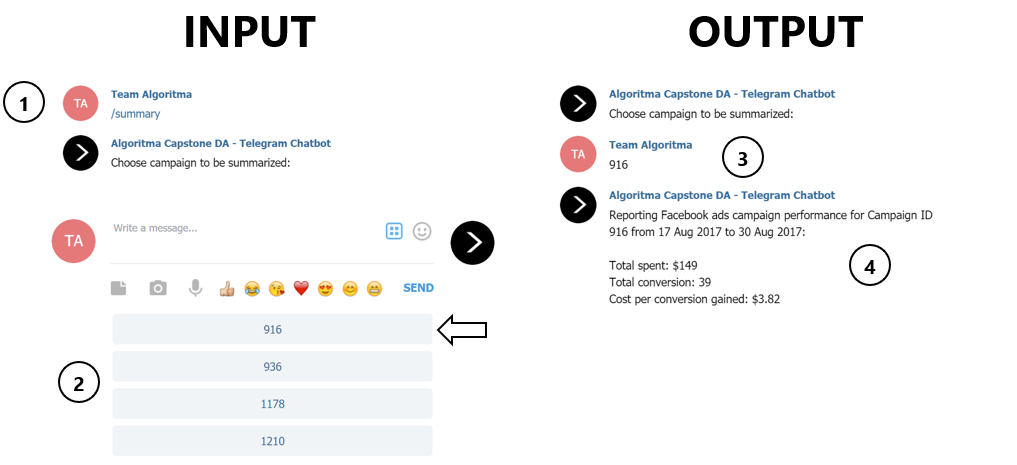 INPUT
1
TA
Team Algoritma
/summary
Algoritma Capstone DA - Telegram Chatbot
Choose campaign to be summarized:
TA
Write a message...
SEND
916
2
936
1178
1210
OUTPUT
Algoritma Capstone DA - Telegram Chatbot
Choose campaign to be summarized:
TA
Team Algoritma
916
3
Algoritma Capstone DA - Telegram Chatbot
Reporting Facebook ads campaign performance for Campaign ID
916 from 17 Aug 2017 to 30 Aug 2017:
4
Total spent: $149
Total conversion: 39
Cost per conversion gained: $3.82